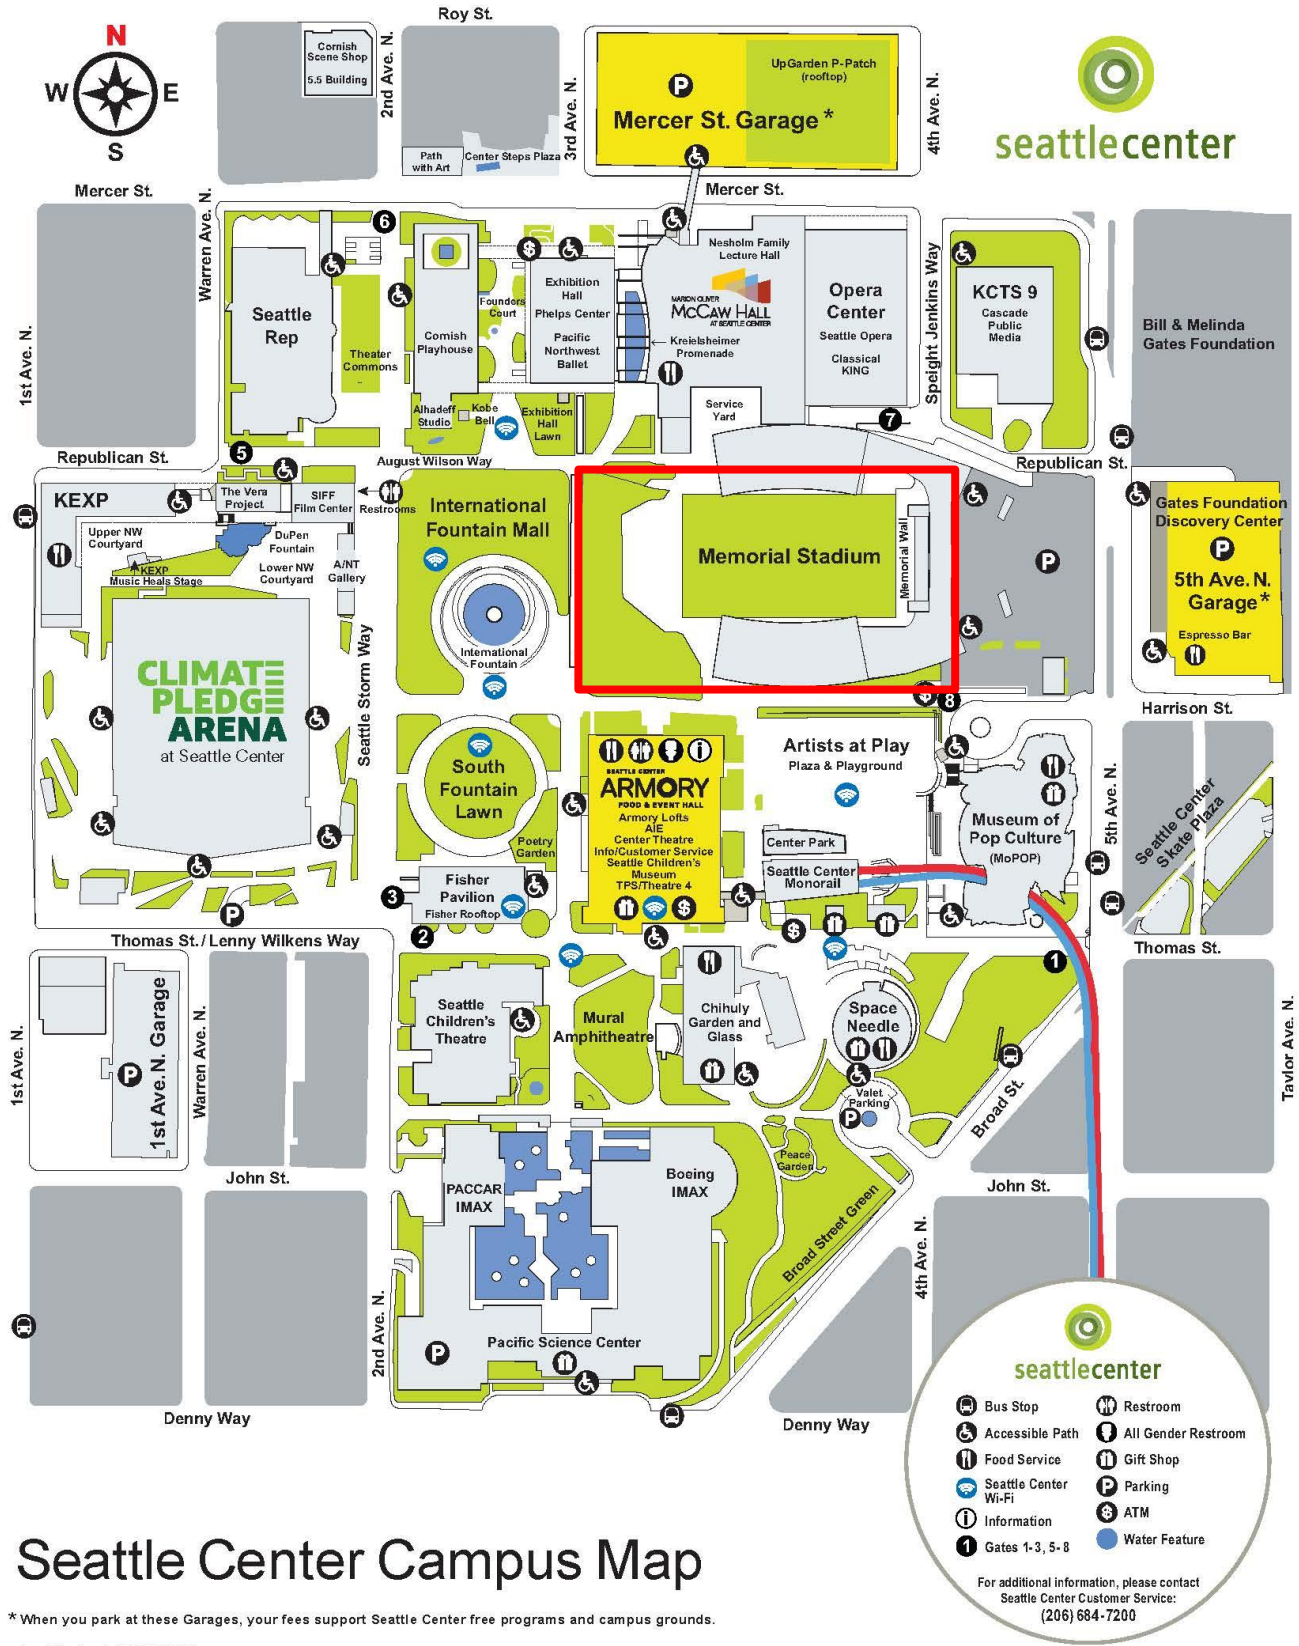 Roy St.
N
W
E
S
Cornish
Scene Shop
5.5 Building
2nd Ave. N.
Path
with Art
Center Steps Plaza
3rd Ave. N.
P
UpGarden P-Patch
(rooftop)
Mercer St. Garage *
4th Ave. N.
seattlecenter
Mercer St.
Mercer St.
Warren Ave. N.
6
$
Nesholm Family
Lecture Hall
MARION OLIVER
McCAW HALL
AT SEATTLE CENTER
Opera
Center
Seattle Opera
Classical
KING
Speight Jenkins Way
KCTS 9
Cascade
Public
Media
Bill & Melinda
Gates Foundation
Seattle
Rep
Theater
Commons
Cornish
Playhouse
Founders
Court
Exhibition
Hall
Phelps Center
Pacific
Northwest
Ballet
Kreielsheimer
Promenade
1st Ave. N.
Alhadeff
Studio
Kobe
Bell
Exhibition
Hall
Lawn
Service
Yard
7
5
Republican St.
August Wilson Way
Republican St.
KEXP
The Vera
Project
SIFF
Film Center
Restrooms
International
Fountain Mall
Upper NW
Courtyard
DuPen
Fountain
KEXP
Music Heals Stage
Lower NW
Courtyard
A/NT
Gallery
Memorial Stadium
Memorial Wall
P
Gates Foundation
Discovery Center
P
5th Ave. N.
Garage *
Espresso Bar
International
Fountain
CLIMATE
PLEDGE
ARENA
at Seattle Center
Seattle Storm Way
$
8
Harrison St.
South
Fountain
Lawn
Poetry
Garden
i
SEATTLE CENTER
ARMORY
FOOD & EVENT HALL
Armory Lofts
AIE
Center Theatre
Info/Customer Service
Seattle Children's
Museum
TPS/Theatre 4
$
Artists at Play
Plaza & Playground
Center Park
Seattle Center
Monorail
Museum of
Pop Culture
(MoPOP)
5th Ave. N.
Seattle Center
Skate Plaza
Fisher
Pavilion
Fisher Rooftop
3
2
P
$
1
Thomas St./ Lenny Wilkens Way
Thomas St.
1st Ave. N.
1st Ave. N. Garage
P
Warren Ave. N.
Seattle
Children's
Theatre
Mural
Amphitheatre
Chihuly
Garden and
Glass
Space
Needle
Valet
Parking
P
Broad St.
Taylor Ave. N.
John St.
John St.
PACCAR
IMAX
Boeing
IMAX
Peace
Garden
Broad Street Green
4th Ave. N.
2nd Ave. N.
P
Pacific Science Center
Denny Way
Denny Way
seattlecenter
Bus Stop
Restroom
Accessible Path
All Gender Restroom
Food Service
Gift Shop
Seattle Center
Wi-Fi
P Parking
i Information
$ ATM
1 Gates 1-3, 5- 8
Water Feature
For additional information, please contact
Seattle Center Customer Service:
(206) 684-7200
Seattle Center Campus Map
* When you park at these Garages, your fees support Seattle Center free programs and campus grounds.